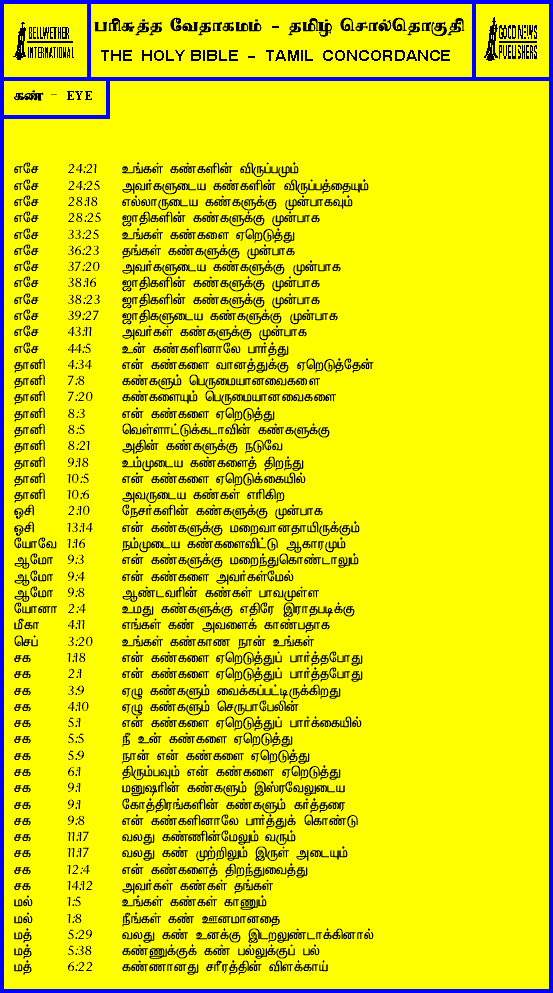 BELLWETHER
INTERNATIONAL
பரிசுத்த வேதாகமம் - தமிழ் சொல்தொகுதி
THE HOLY BIBLE - TAMIL CONCORDANCE
GOOD NEWS
PUBLISHERS
கண் - EYE
எசே 24:21 உங்கள் கண்களின் விருப்பமும்
எசே 24:25 அவர்களுடைய கண்களின் விருப்பத்தையும்
எசே 28:18 எல்லாருடைய கண்களுக்கு முன்பாகவும்
எசே 28:25 ஜாதிகளின் கண்களுக்கு முன்பாக
எசே 33:25 உங்கள் கண்களை ஏறெடுத்து
எசே 36:23 தங்கள் கண்களுக்கு முன்பாக
எசே 37:20 அவர்களுடைய கண்களுக்கு முன்பாக
எசே 38:16 ஜாதிகளின் கண்களுக்கு முன்பாக
எசே 38:23 ஜாதிகளின் கண்களுக்கு முன்பாக
எசே 39:27 ஜாதிகளுடைய கண்களுக்கு முன்பாக
எசே 43:11 அவர்கள் கண்களுக்கு முன்பாக
எசே 44:5 உன் கண்களினாலே பார்த்து
தானி 4:34 என் கண்களை வானத்துக்கு ஏறெடுத்தேன்
தானி 7:8 கண்களும் பெருமையானவைகளை
தானி 7:20 கண்களையும் பெருமையானவைகளை
தானி 8:3 என் கண்களை ஏறெடுத்து
தானி 8:5 வெள்ளாட்டுக்கடாவின் கண்களுக்கு
தானி 8:21 அதின் கண்களுக்கு நடுவே
தானி 9:18 உம்முடைய கண்களைத் திறந்து
தானி 10:5 என் கண்களை ஏறெடுக்கையில்
தானி 10:6 அவருடைய கண்கள் எரிகிற
ஒசி 2:10 நேசர்களின் கண்களுக்கு முன்பாக
ஒசி 13:14 என் கண்களுக்கு மறைவானதாயிருக்கும்
யோவே 1:16 நம்முடைய கண்களைவிட்டு ஆகாரமும்
ஆமோ 9:3 என் கண்களுக்கு மறைந்துகொண்டாலும்
ஆமோ 9:4 என் கண்களை அவர்கள்மேல்
ஆமோ 9:8 ஆண்டவரின் கண்கள் பாவமுள்ள
யோனா 2:4 உமது கண்களுக்கு எதிரே இராதபடிக்கு
மீகா 4:11 எங்கள் கண் அவளைக் காண்பதாக
செப் 3:20 உங்கள் கண்காண நான் உங்கள்
சக 1:18 என் கண்களை ஏறெடுத்துப் பார்த்தபோது
சக 2:1 என் கண்களை ஏறெடுத்துப் பார்த்தபோது
சக 3:9 ஏழு கண்களும் வைக்கப்பட்டிருக்கிறது
சக 4:10 ஏழு கண்களும் செருபாபேலின்
சக 5:1 என் கண்களை ஏறெடுத்துப் பார்க்கையில்
சக 5:5 நீ உன் கண்களை ஏறெடுத்து
சக 5:9 நான் என் கண்களை ஏறெடுத்து
சக 6:1 திரும்பவும் என் கண்களை ஏறெடுத்து
சக 9:1 மனுஷரின் கண்களும் இஸ்ரவேலுடைய
சக 9:1 கோத்திரங்களின் கண்களும் கர்த்தரை
சக 9:8 என் கண்களினாலே பார்த்துக் கொண்டு
சக 11:17 வலது கண்ணின்மேலும் வரும்
சக 11:17 வலது கண் முற்றிலும் இருள் அடையும்
சக 12:4 என் கண்களைத் திறந்துவைத்து
சக 14:12 அவர்கள் கண்கள் தங்கள்
மல் 1:5 உங்கள் கண்கள் காணும்
மல் 1:8 நீங்கள் கண் ஊனமானதை
மத் 5:29 வலது கண் உனக்கு இடறலுண்டாக்கினால்
மத் 5:38 கண்ணுக்குக் கண் பல்லுக்குப் பல்
மத் 6:22 கண்ணானது சரீரத்தின் விளக்காய்